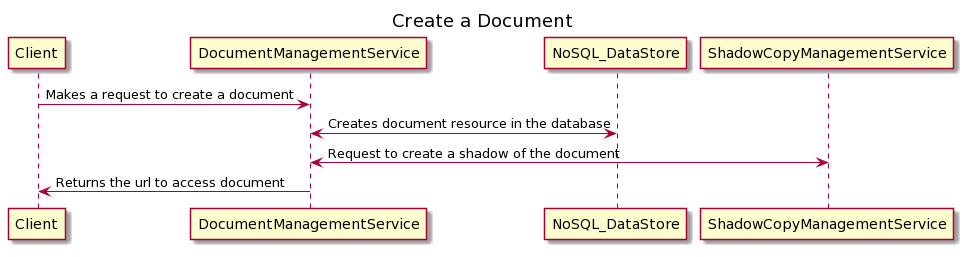 Create a Document
Client DocumentManagementService NoSQL_DataStore ShadowCopyManagementService
Makes a request to create a document
Creates document resource in the database
Request to create a shadow of the document
Returns the url to access document
Client DocumentManagementService NoSQL_DataStore ShadowCopyManagementService